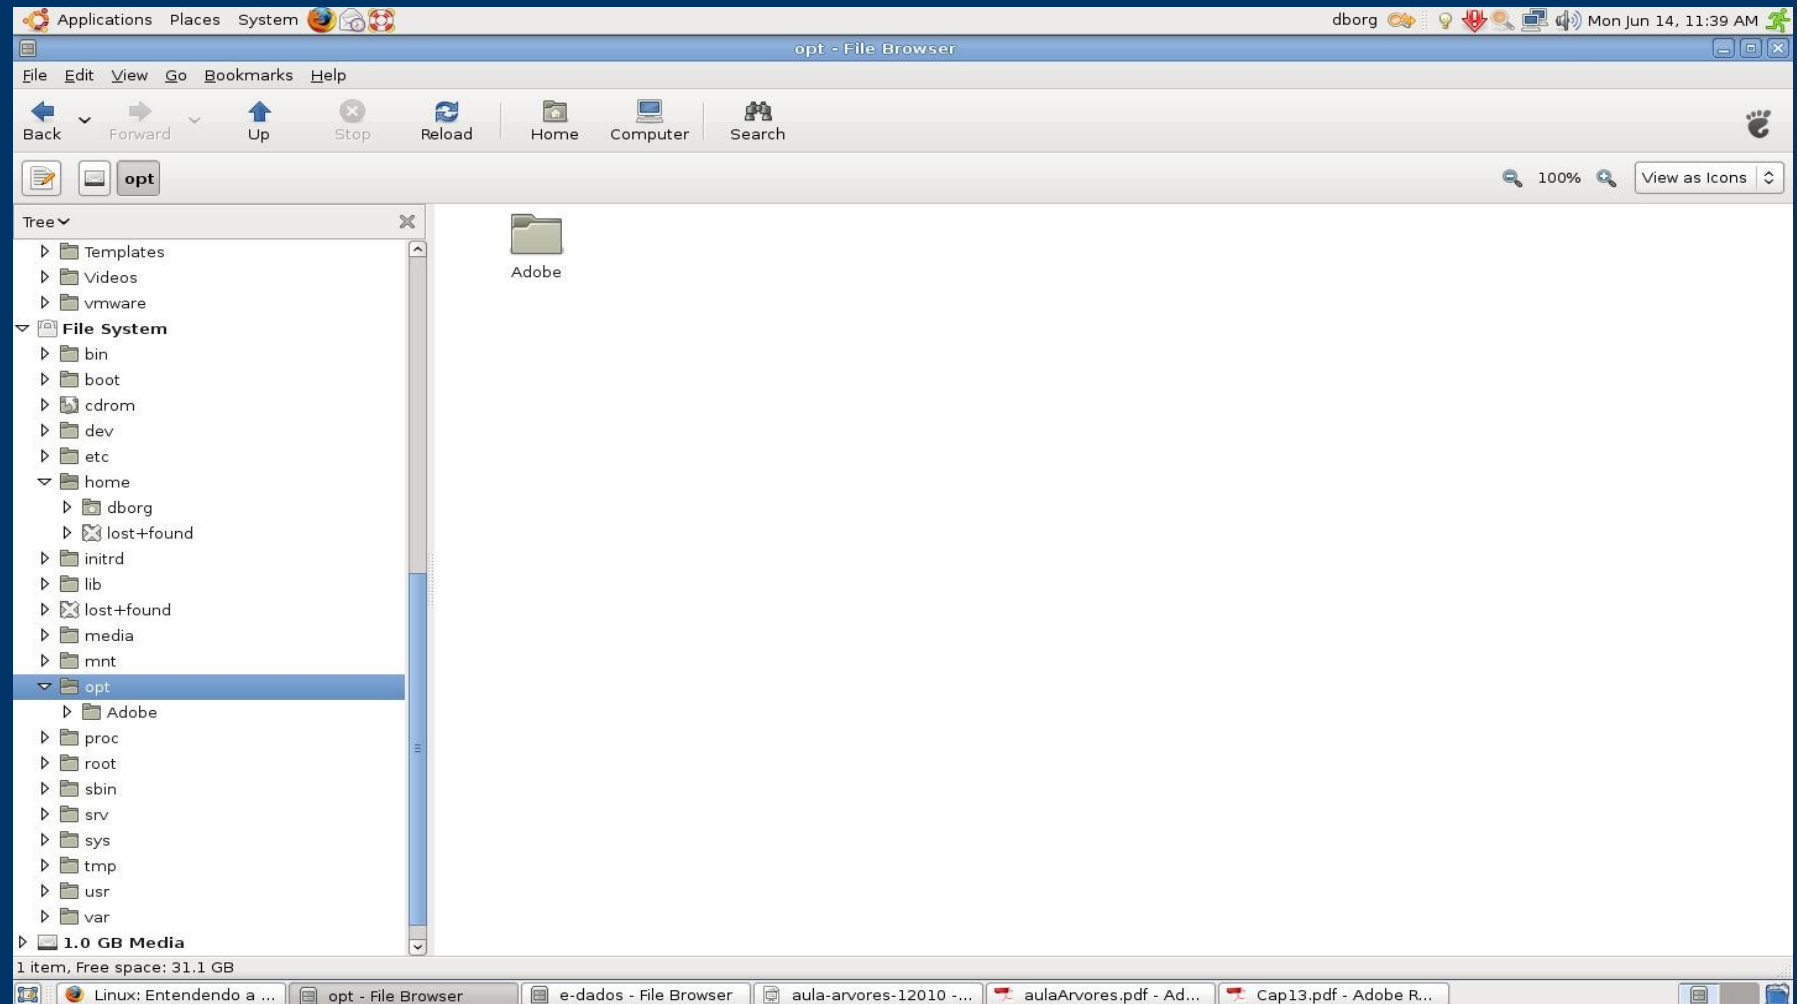 Applications Places System dborg Mon Jun 14, 11:39 AM
opt - File Browser
File Edit View Go Bookmarks Help
Back Forward Up Stop Reload Home Computer Search
opt 100% View as Icons
Tree
Templates
Videos
vmware
File System
bin
boot
cdrom
dev
etc
home
dborg
lost+found
initrd
lib
lost+found
media
mnt
opt
Adobe
proc
root
sbin
srv
sys
tmp
usr
var
1.0 GB Media
Adobe
1 item, Free space: 31.1 GB
Linux: Entendendo a ... opt - File Browser e-dados - File Browser aula-arvores-12010 -... aulaArvores.pdf - Ad... Cap13.pdf - Adobe R...